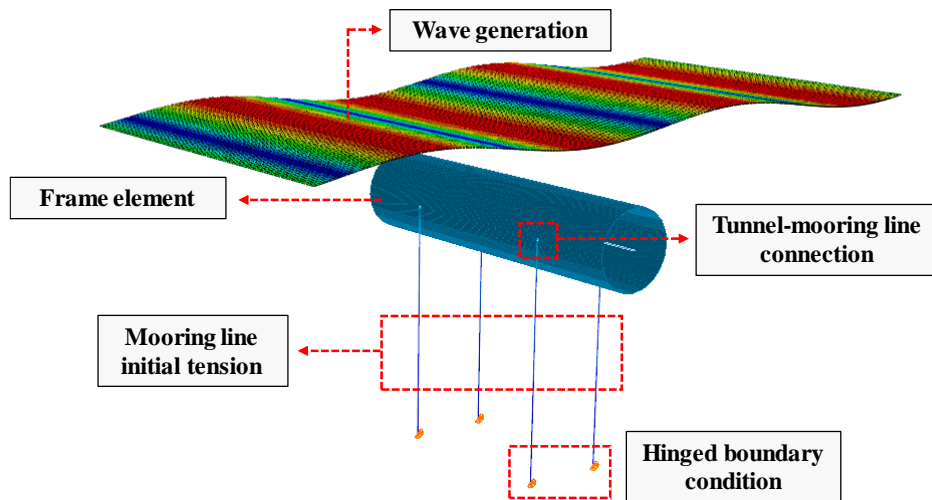 Wave generation
Frame element
Tunnel-mooring line
connection
Mooring line
initial tension
Hinged boundary
condition